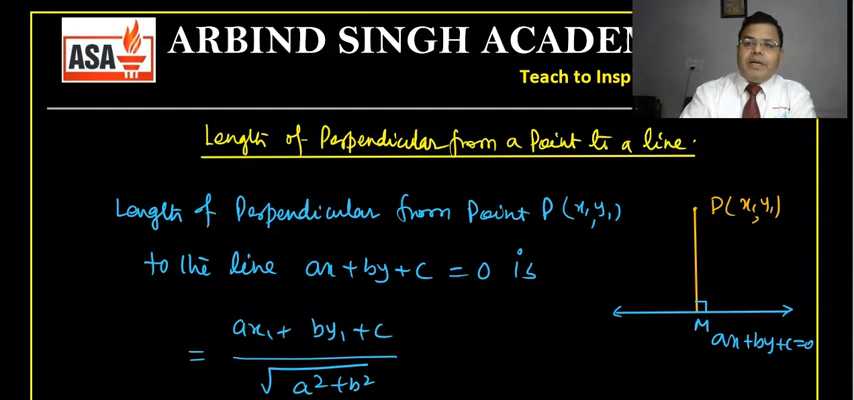 ASA
ARBIND SINGH ACADEM
Teach to Insp
Length of Perpendicular from a Point to a line.
Length of Perpendicular from Point P (x₁, y₁)
to the line ax + by + c = 0 is
= ax₁ + by₁ + c
√ a² + b²
P(x₁, y₁)
M
ax + by + c = 0